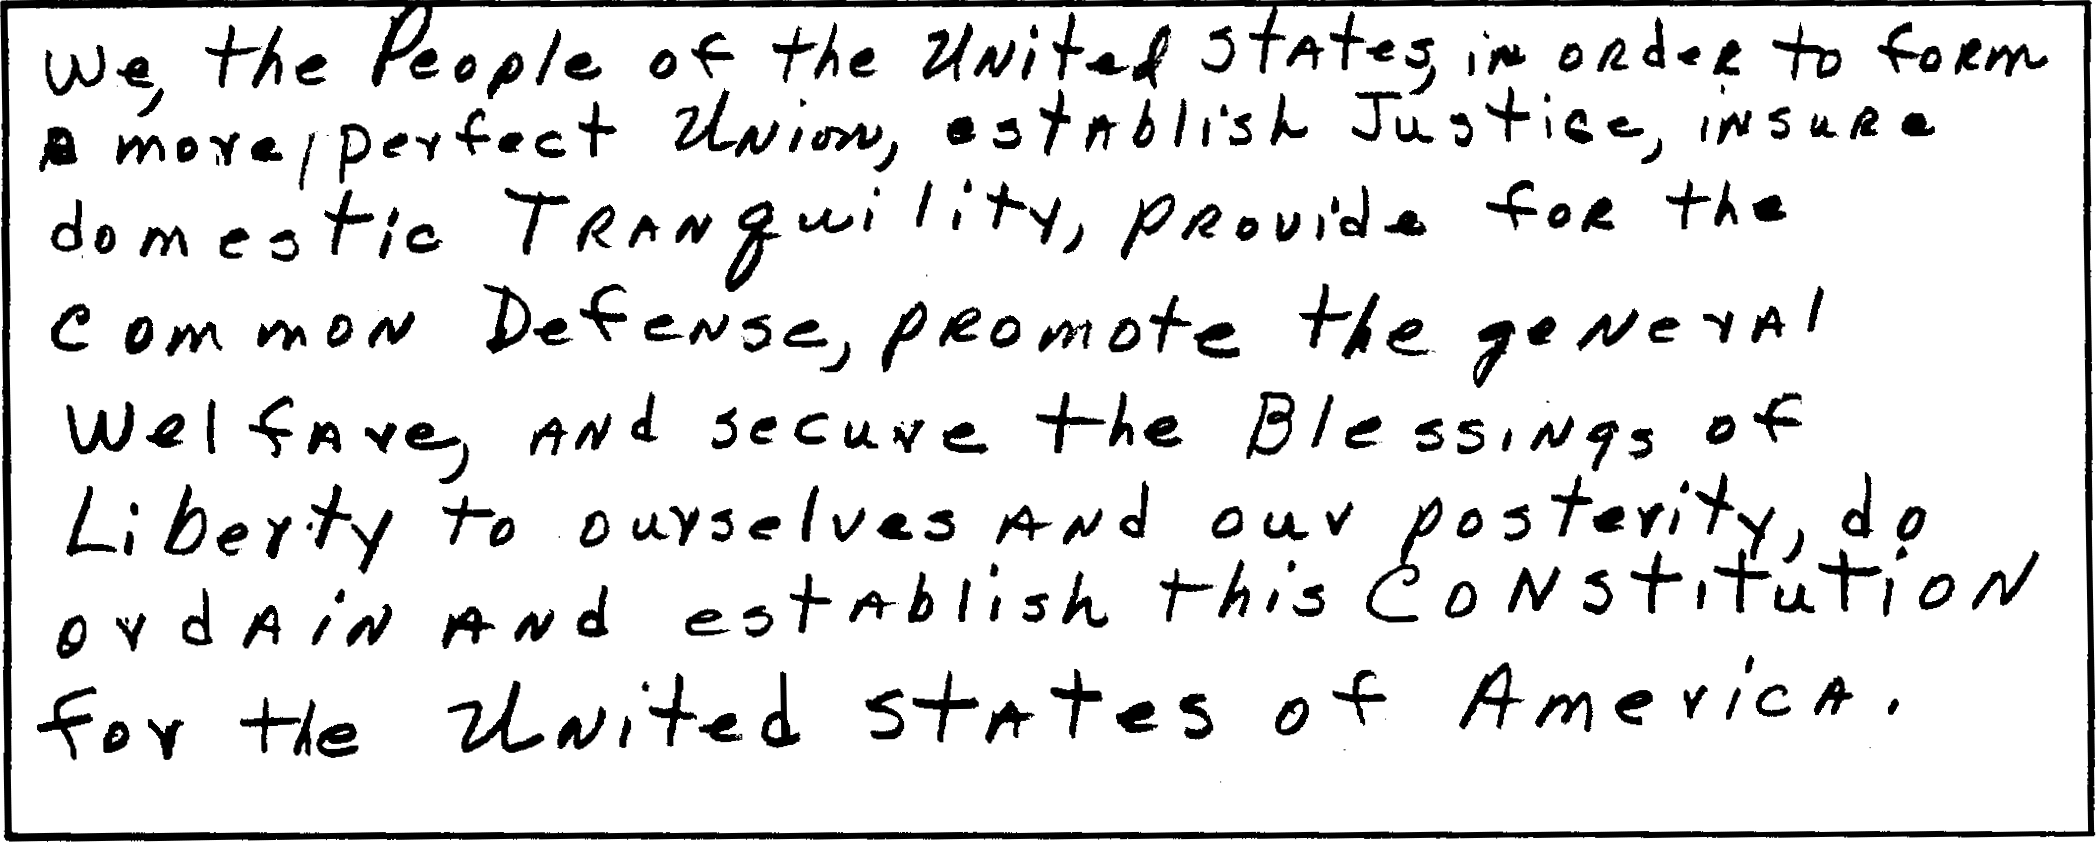 We, the People of the United States, in order to form
a more, perfect Union, establish Justice, insure
domestic Tranquility, provide for the
common Defense, promote the general
Welfare, and secure the Blessings of
Liberty to ourselves and our posterity, do
ordain and establish this Constitution
for the United States of America.